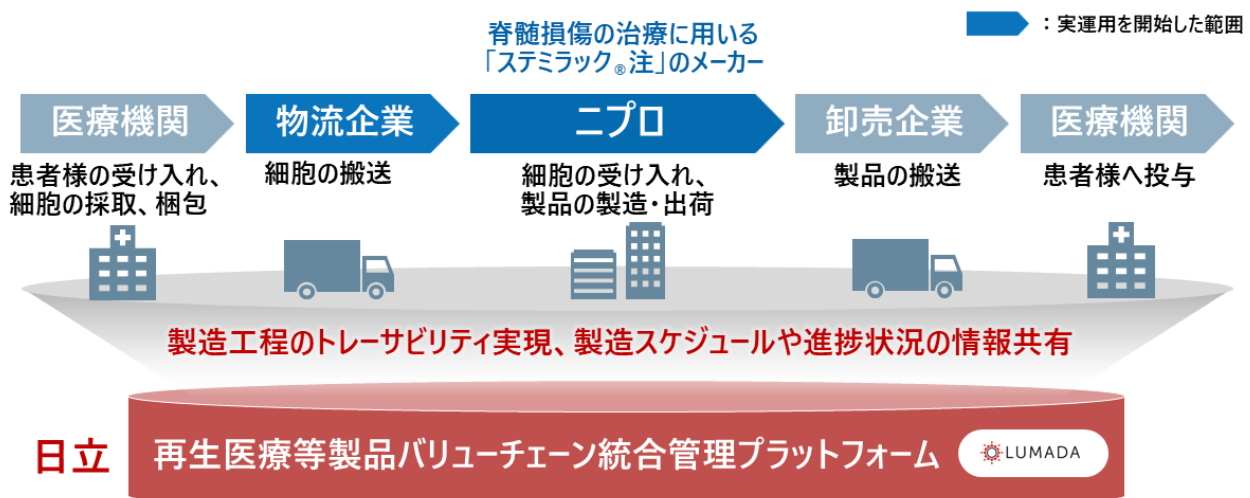 脊髄損傷の治療に用いる
「ステミラック®注」のメーカー
：実運用を開始した範囲
医療機関
物流企業
ニプロ
卸売企業
医療機関
患者様の受け入れ、
細胞の採取、梱包
細胞の搬送
細胞の受け入れ、
製品の製造・出荷
製品の搬送
患者様へ投与
製造工程のトレーサビリティ実現、製造スケジュールや進捗状況の情報共有
日立
再生医療等製品バリューチェーン統合管理プラットフォーム
LUMADA